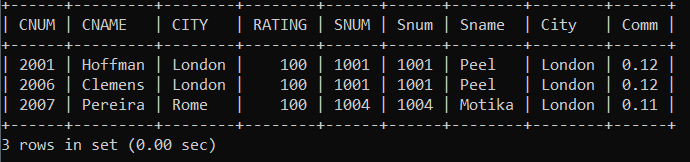 +------+---------+--------+--------+------+------+--------+--------+------+
| CNUM | CNAME   | CITY   | RATING | SNUM | Snum | Sname  | City   | Comm |
+------+---------+--------+--------+------+------+--------+--------+------+
| 2001 | Hoffman | London |    100 | 1001 | 1001 | Peel   | London | 0.12 |
| 2006 | Clemens | London |    100 | 1001 | 1001 | Peel   | London | 0.12 |
| 2007 | Pereira | Rome   |    100 | 1004 | 1004 | Motika | London | 0.11 |
+------+---------+--------+--------+------+------+--------+--------+------+
3 rows in set (0.00 sec)